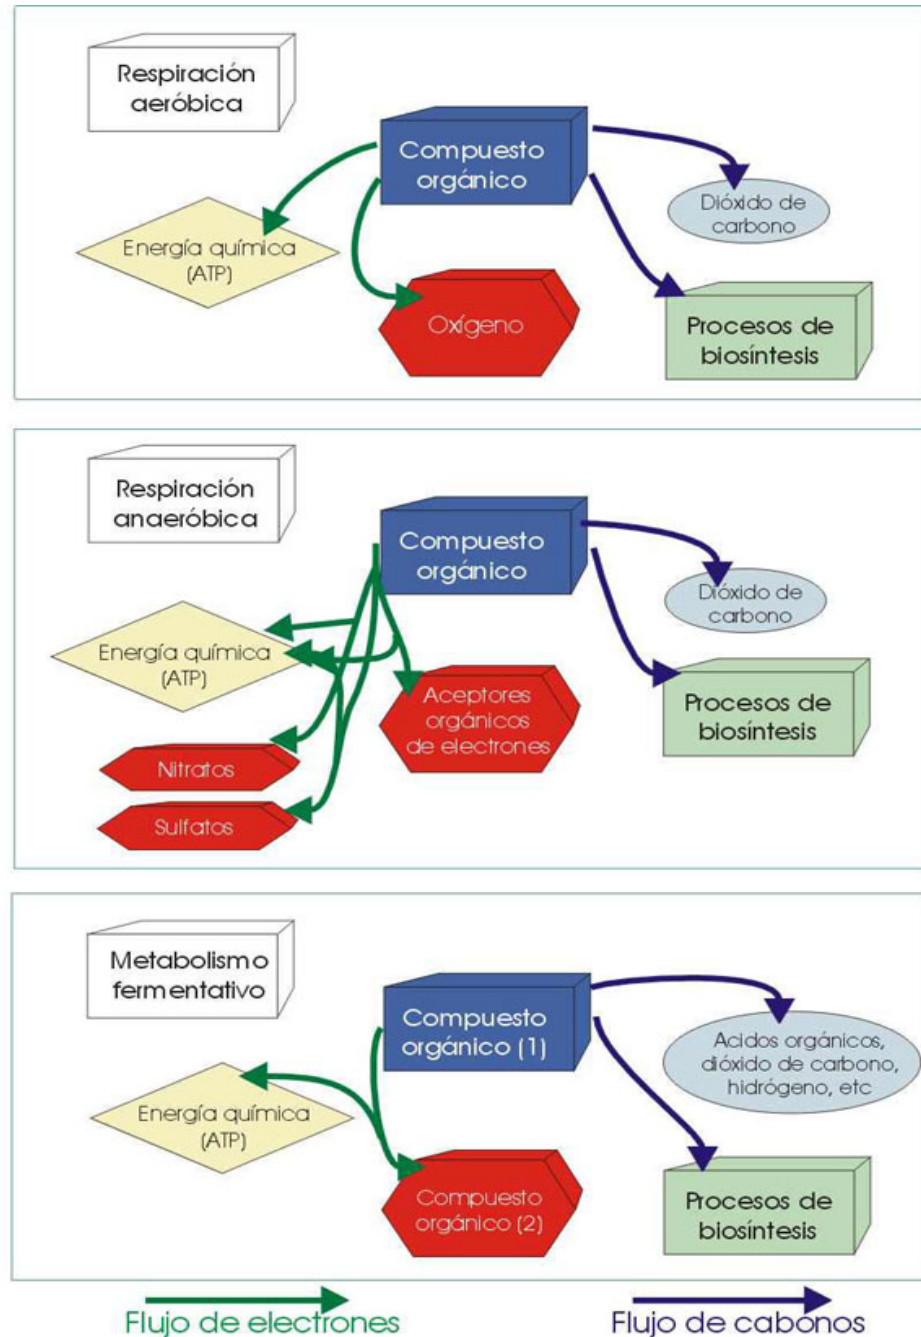 Respiración
aeróbica
Compuesto
orgánico
Dióxido de
carbono
Energía química
(ATP)
Oxígeno
Procesos de
biosíntesis
Respiración
anaeróbica
Compuesto
orgánico
Dióxido de
carbono
Energía química
(ATP)
Aceptores
orgánicos
de electrones
Procesos de
biosíntesis
Nitratos
Sulfatos
Metabolismo
fermentativo
Compuesto
orgánico (1)
Acidos orgánicos,
dióxido de carbono,
hidrógeno, etc
Energía química
(ATP)
Compuesto
orgánico (2)
Procesos de
biosíntesis
Flujo de electrones
Flujo de cabonos